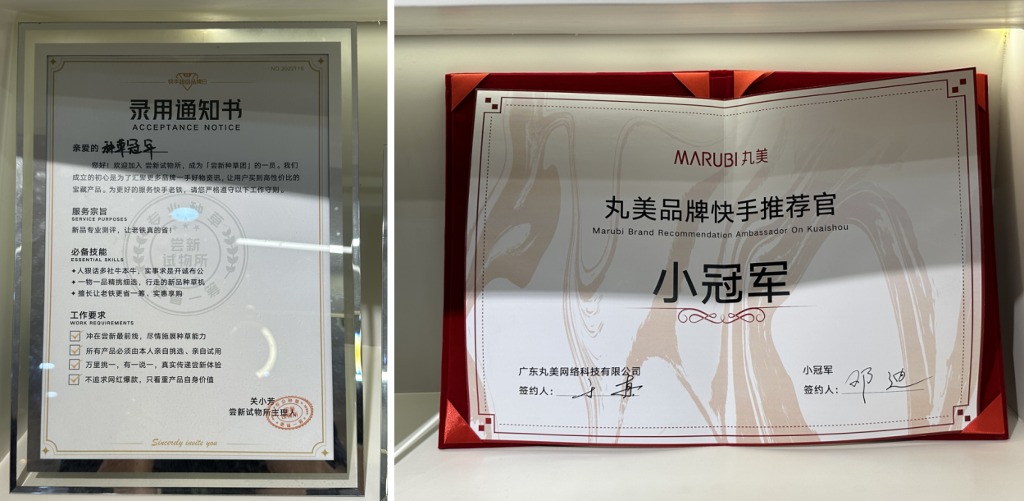 NO.2023114
录用通知书
ACCEPTANCE NOTICE
亲爱的
您好！欢迎加入 尝新试物所，成为「尝新种草团」的一员。我们
成立的初心是为了汇聚更多品牌一手好物资讯，让用户买到高性价比的
宝藏产品。为更好的服务快手老铁，请您严格遵守以下工作守则。
服务宗旨
SERVICE PURPOSES
新品专业测评，让老铁真的省！
尝新
试物所
必备技能
ESSENTIAL SKILLS
人狠话多社牛本牛，实事求是开诚布公
一物一品精挑细选，行走的新品种草机
擅长让老铁更省一筹、实惠享购
工作要求
WORK REQUIREMENTS
冲在尝新最前线，尽情施展种草能力
所有产品必须由本人亲自挑选、亲自试用
万里挑一，有一说一，真实传递尝新体验
不追求网红爆款，只看重产品自身价值
关小芳
尝新试物所主理人
Sincerely invite you
MARUBI 丸美
丸美品牌快手推荐官
Marubi Brand Recommendation Ambassador On Kuaishou
小冠军
广东丸美网络科技有限公司
签约人：
小冠军
签约人：邓迪